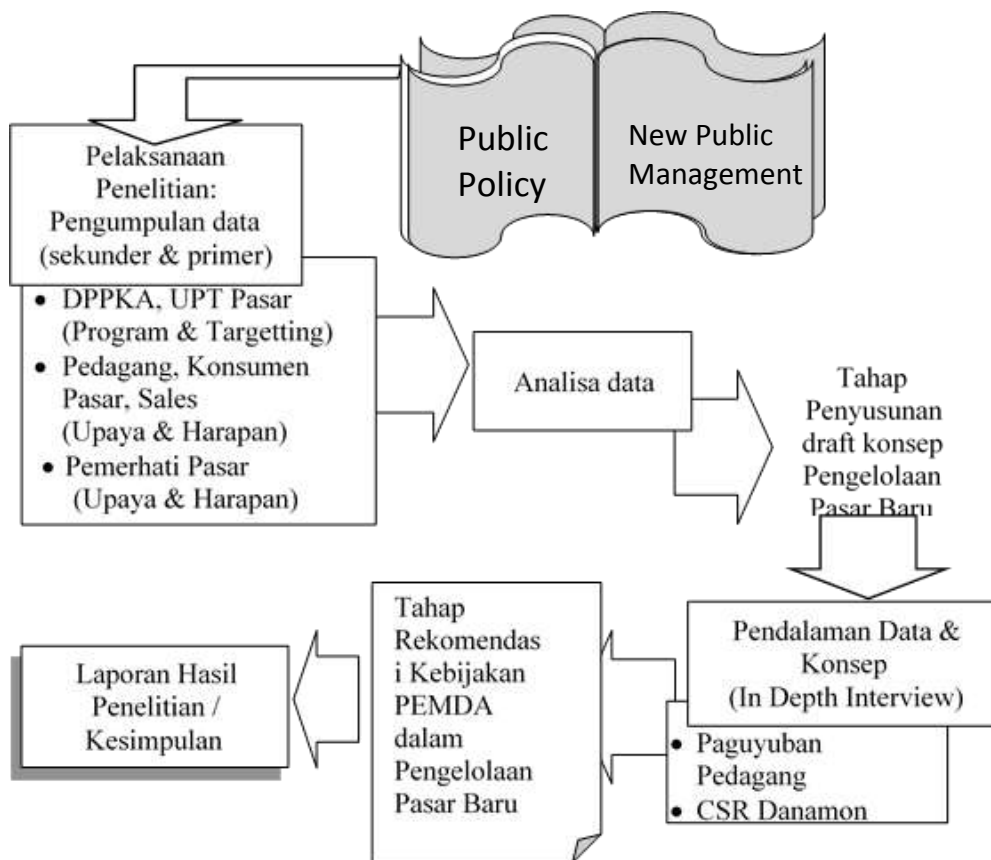 Public
Policy
New Public
Management
Pelaksanaan
Penelitian:
Pengumpulan data
(sekunder & primer)
• DPPKA, UPT Pasar
(Program & Targetting)
• Pedagang, Konsumen
Pasar, Sales
(Upaya & Harapan)
• Pemerhati Pasar
(Upaya & Harapan)
Analisa data
Tahap
Penyusunan
draft konsep
Pengelolaan
Pasar Baru
Pendalaman Data &
Konsep
(In Depth Interview)
• Paguyuban
Pedagang
• CSR Danamon
Tahap
Rekomendas
i Kebijakan
PEMDA
dalam
Pengelolaan
Pasar Baru
Laporan Hasil
Penelitian /
Kesimpulan